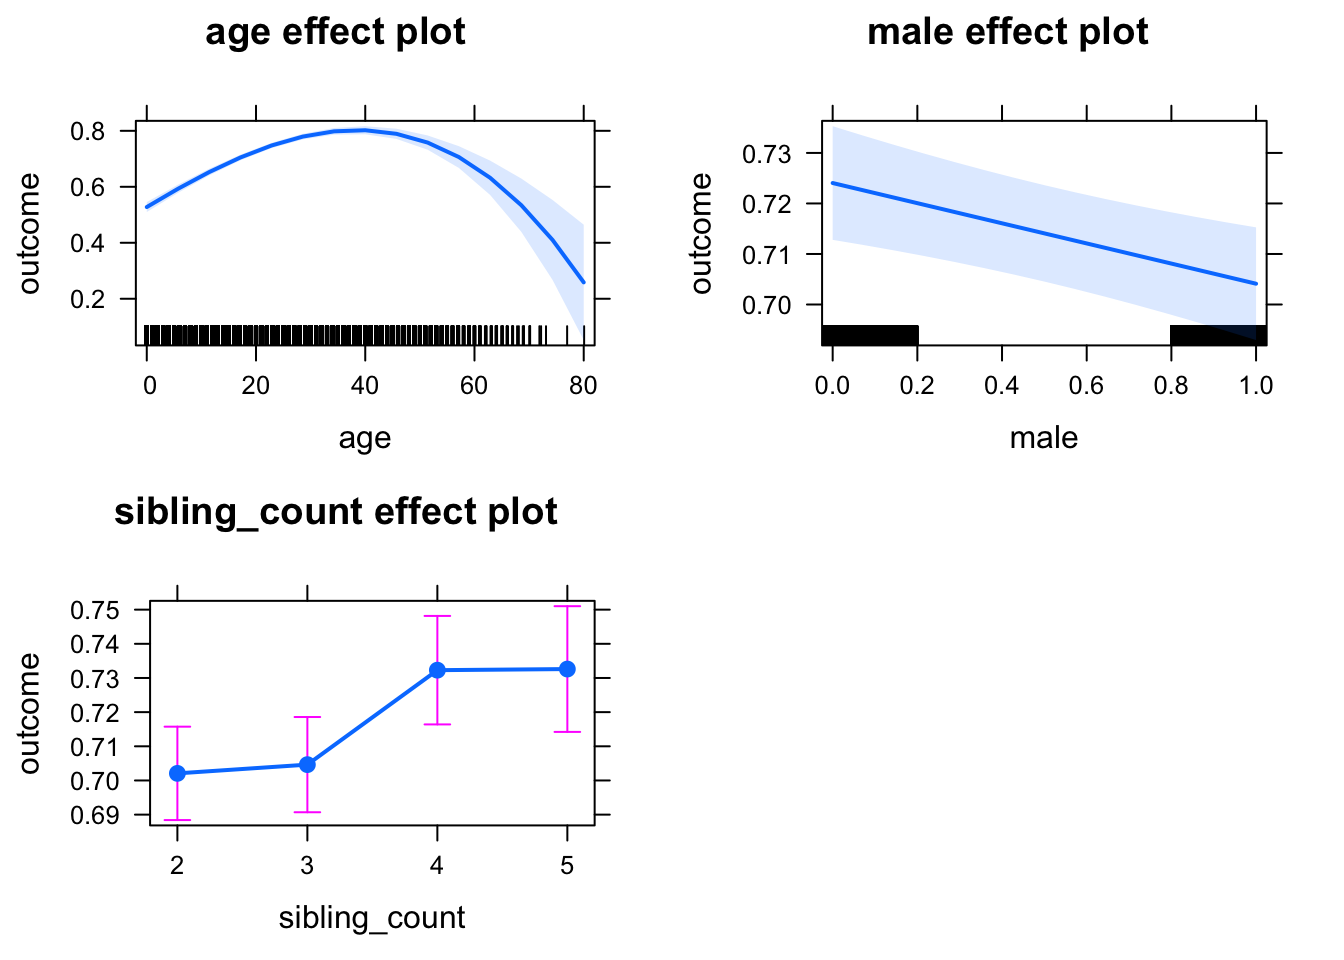 age effect plot
outcome
0.8
0.6
0.4
0.2
0 20 40 60 80
age
male effect plot
outcome
0.73
0.72
0.71
0.70
0.0 0.2 0.4 0.6 0.8 1.0
male
sibling_count effect plot
outcome
0.75
0.74
0.73
0.72
0.71
0.70
0.69
2 3 4 5
sibling_count